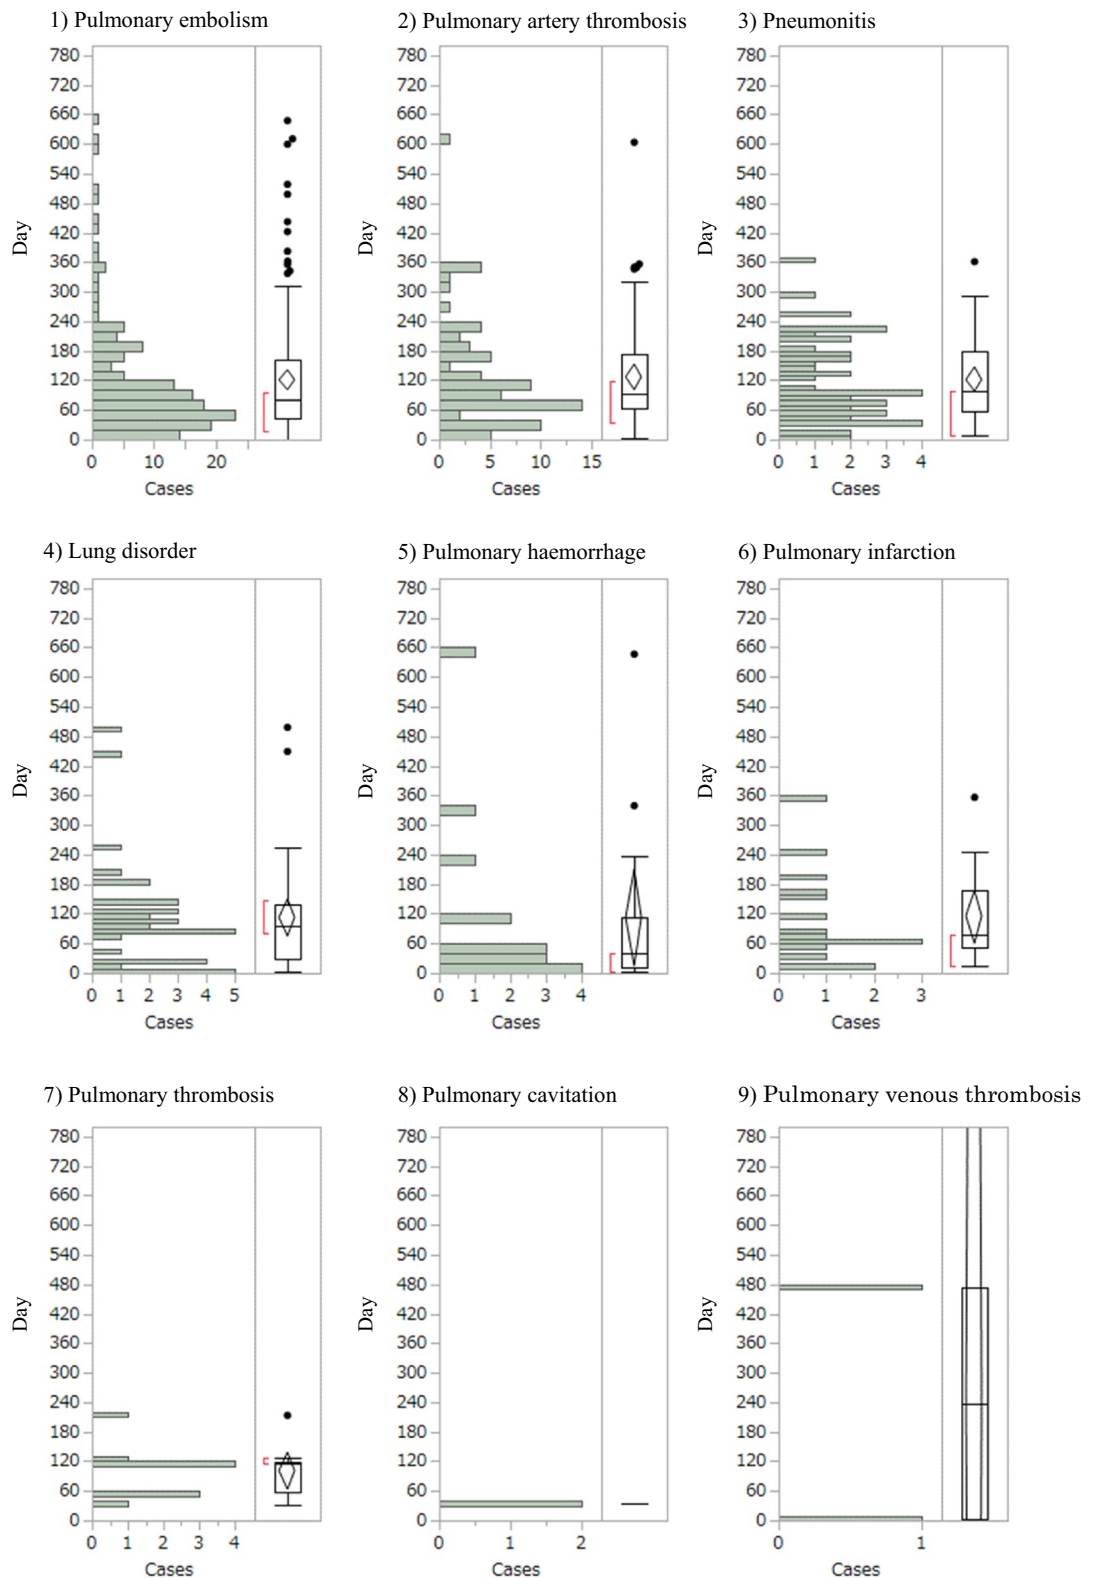 1) Pulmonary embolism
2) Pulmonary artery thrombosis
3) Pneumonitis
780 780 780
720 720 720
660 660 660
600 600 600
540 540 540
480 480 480
420 420 420
360 360 360
300 300 300
240 240 240
180 180 180
120 120 120
60 60 60
0 0 0
Day Day Day
0 10 20
0 5 10 15
0 1 2 3 4
Cases Cases Cases
4) Lung disorder
5) Pulmonary haemorrhage
6) Pulmonary infarction
780 780 780
720 720 720
660 660 660
600 600 600
540 540 540
480 480 480
420 420 420
360 360 360
300 300 300
240 240 240
180 180 180
120 120 120
60 60 60
0 0 0
Day Day Day
0 1 2 3 4 5
0 1 2 3 4
0 1 2 3
Cases Cases Cases
7) Pulmonary thrombosis
8) Pulmonary cavitation
9) Pulmonary venous thrombosis
780 780 780
720 720 720
660 660 660
600 600 600
540 540 540
480 480 480
420 420 420
360 360 360
300 300 300
240 240 240
180 180 180
120 120 120
60 60 60
0 0 0
Day Day Day
0 1 2 3 4
0 1 2
0 1
Cases Cases Cases